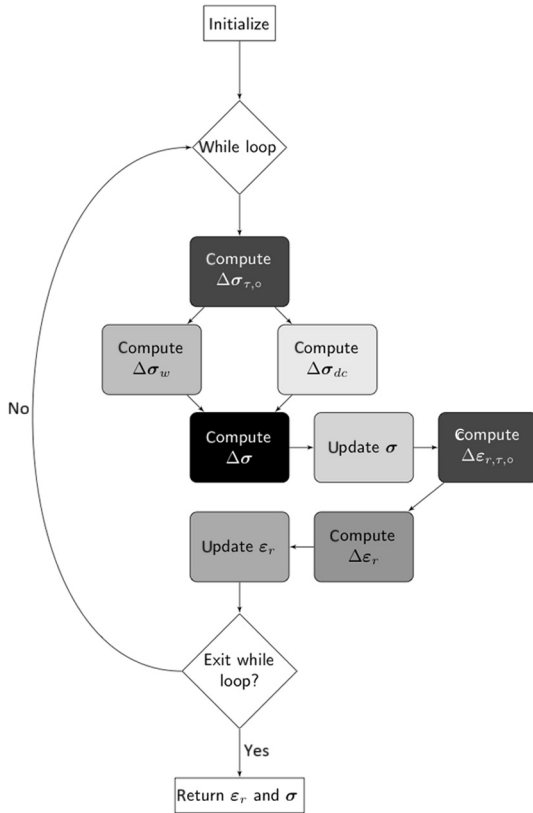 Initialize
While loop
Compute
Δσ_{τ,∘}
Compute
Δσ_w
Compute
Δσ_{dc}
Compute
Δσ
Update σ
Compute
Δε_{r,τ,∘}
Update ε_r
Compute
Δε_r
No
Exit while
loop?
Yes
Return ε_r and σ